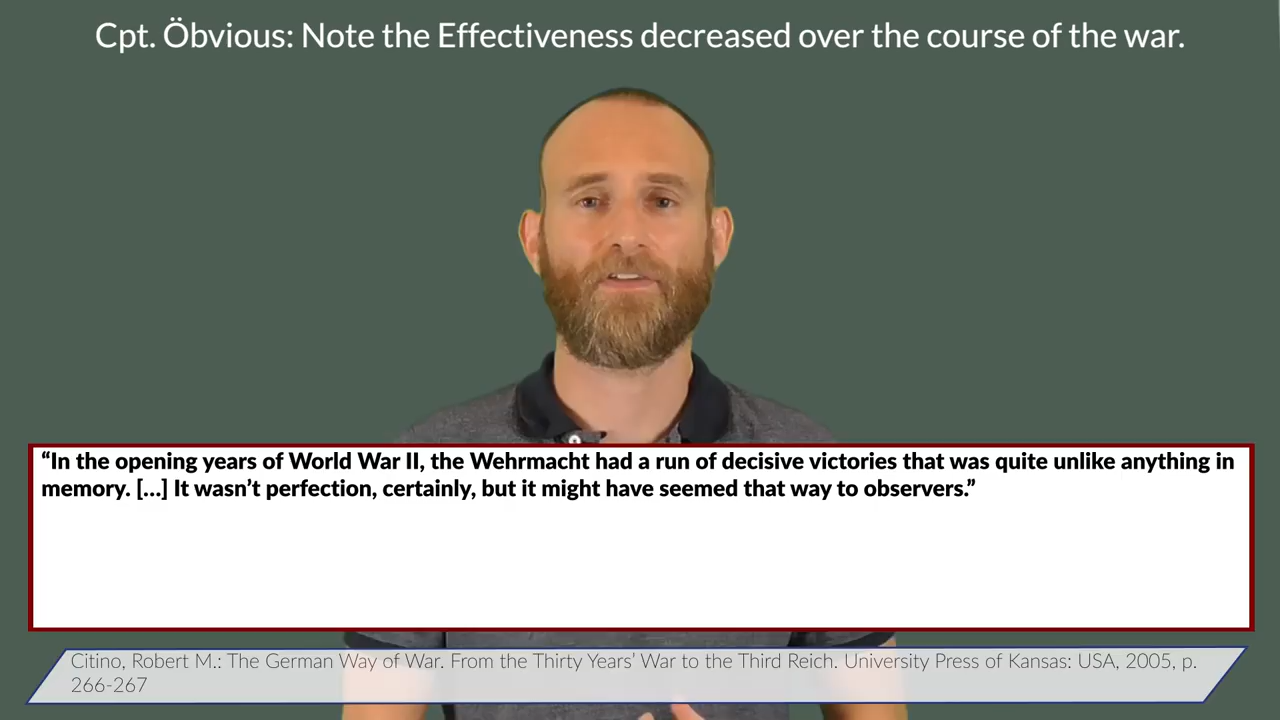 Cpt. Öbvious: Note the Effectiveness decreased over the course of the war.
“In the opening years of World War II, the Wehrmacht had a run of decisive victories that was quite unlike anything in
memory. […] It wasn’t perfection, certainly, but it might have seemed that way to observers.”
Citino, Robert M.: The German Way of War. From the Thirty Years’ War to the Third Reich. University Press of Kansas: USA, 2005, p.
266-267